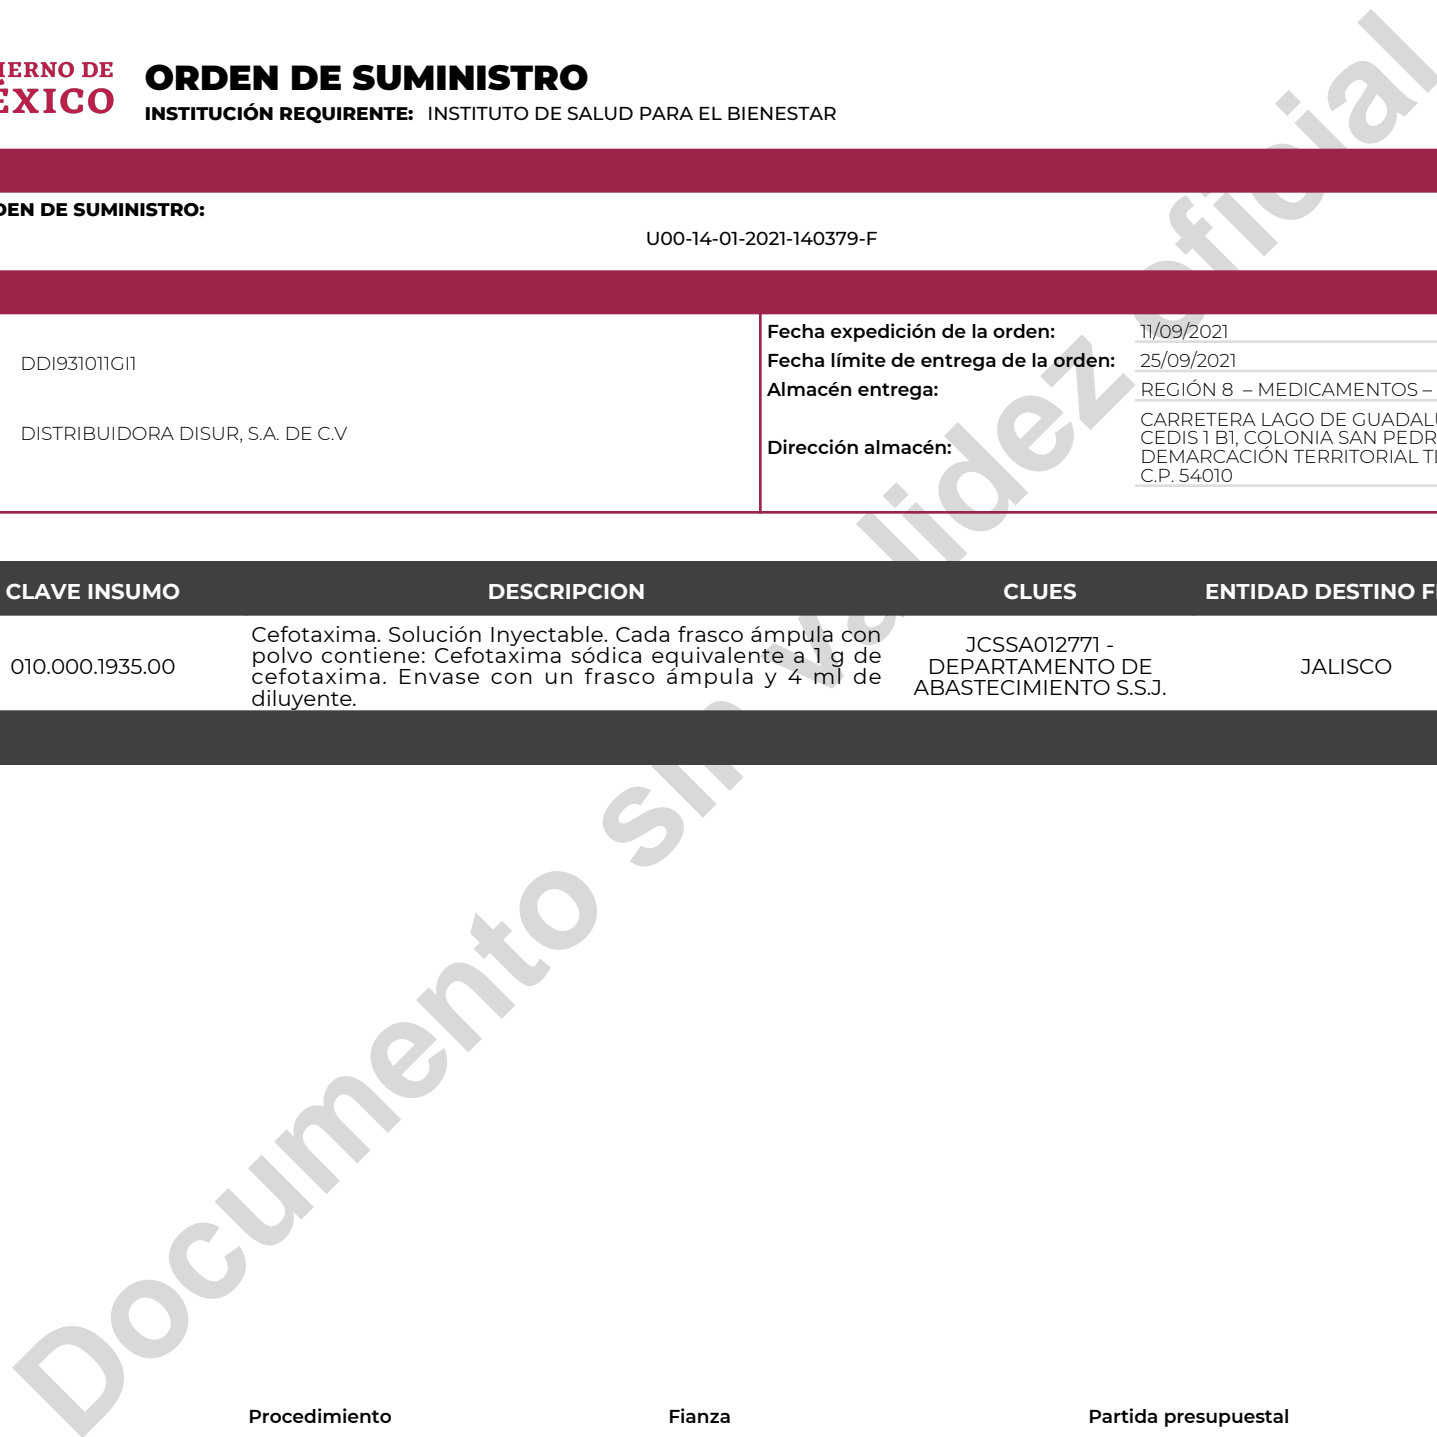 IERNO DE
ÉXICO
ORDEN DE SUMINISTRO
INSTITUCIÓN REQUIRENTE: INSTITUTO DE SALUD PARA EL BIENESTAR
DEN DE SUMINISTRO:
U00-14-01-2021-140379-F
DDI931011GI1
DISTRIBUIDORA DISUR, S.A. DE C.V
Fecha expedición de la orden: 11/09/2021
Fecha límite de entrega de la orden: 25/09/2021
Almacén entrega: REGIÓN 8 – MEDICAMENTOS –
Dirección almacén:
CARRETERA LAGO DE GUADALU
CEDIS 1 B1, COLONIA SAN PEDR
DEMARCACIÓN TERRITORIAL TL
C.P. 54010
CLAVE INSUMO DESCRIPCION CLUES ENTIDAD DESTINO FI
010.000.1935.00
Cefotaxima. Solución Inyectable. Cada frasco ámpula con
polvo contiene: Cefotaxima sódica equivalente a 1 g de
cefotaxima. Envase con un frasco ámpula y 4 ml de
diluyente.
JCSSA012771 -
DEPARTAMENTO DE
ABASTECIMIENTO S.S.J.
JALISCO
Documento sin validez oficial
Procedimiento Fianza Partida presupuestal